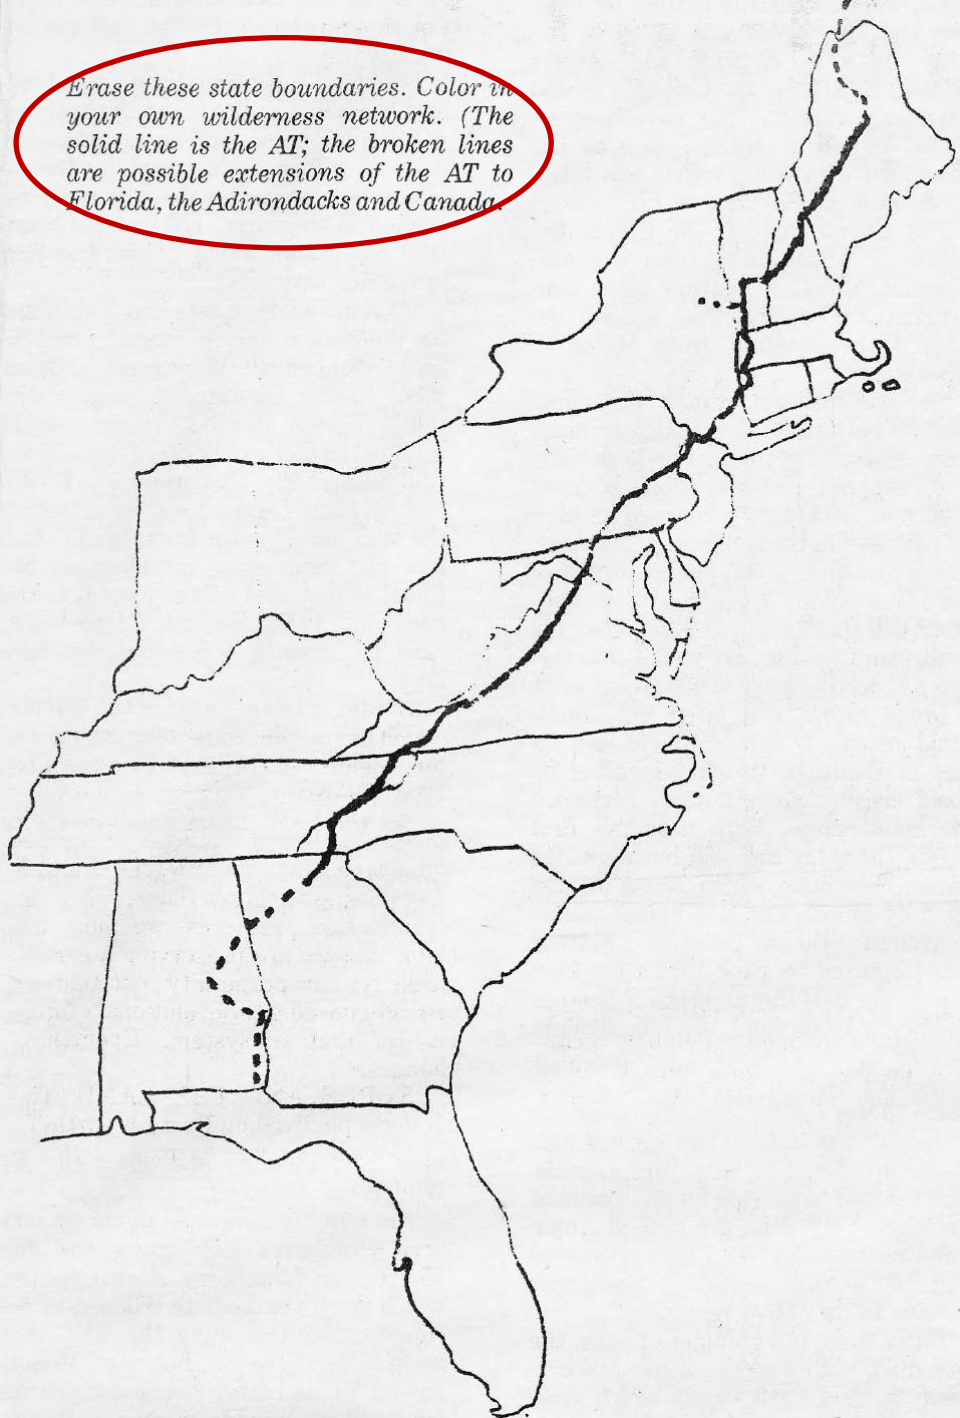 Erase these state boundaries. Color in
your own wilderness network. (The
solid line is the AT; the broken lines
are possible extensions of the AT to
Florida, the Adirondacks and Canada.